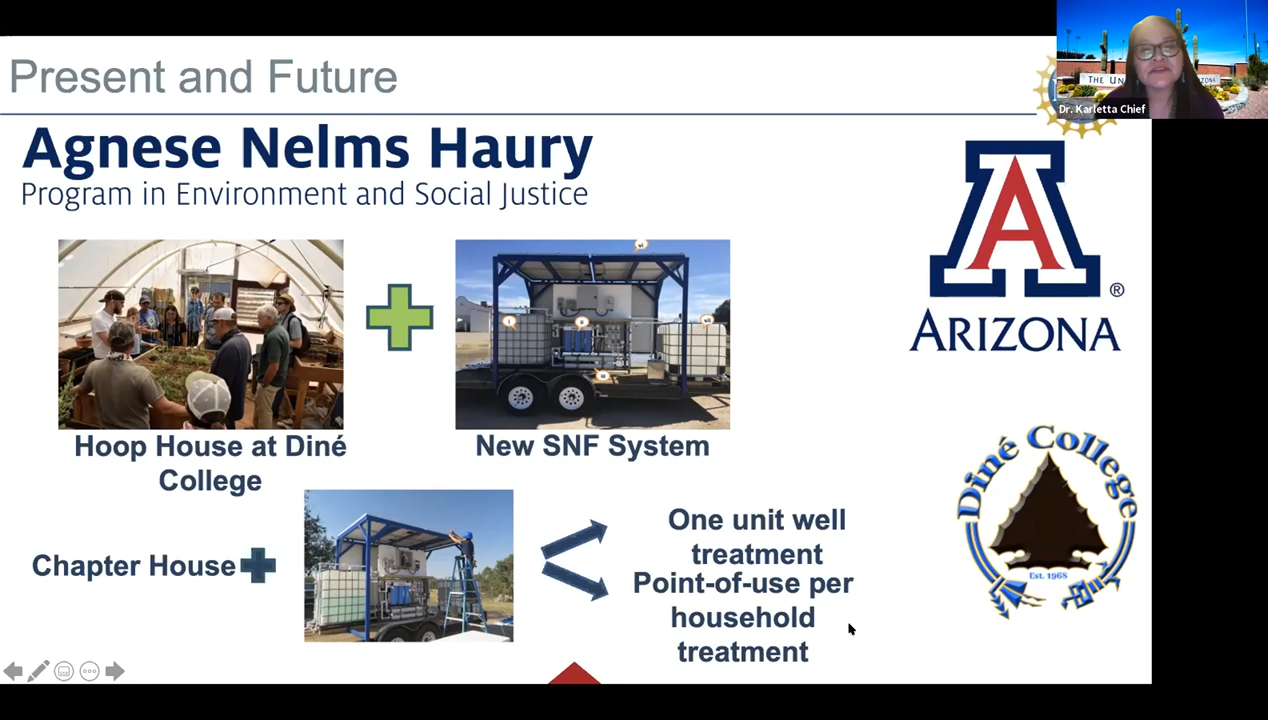 Present and Future
THE UN
Dr. Karletta Chief
Agnese Nelms Haury
Program in Environment and Social Justice
A
®
ARIZONA
Hoop House at Diné
College
New SNF System
Chapter House
One unit well
treatment
Point-of-use per
household
treatment
Diné College
Est. 1968